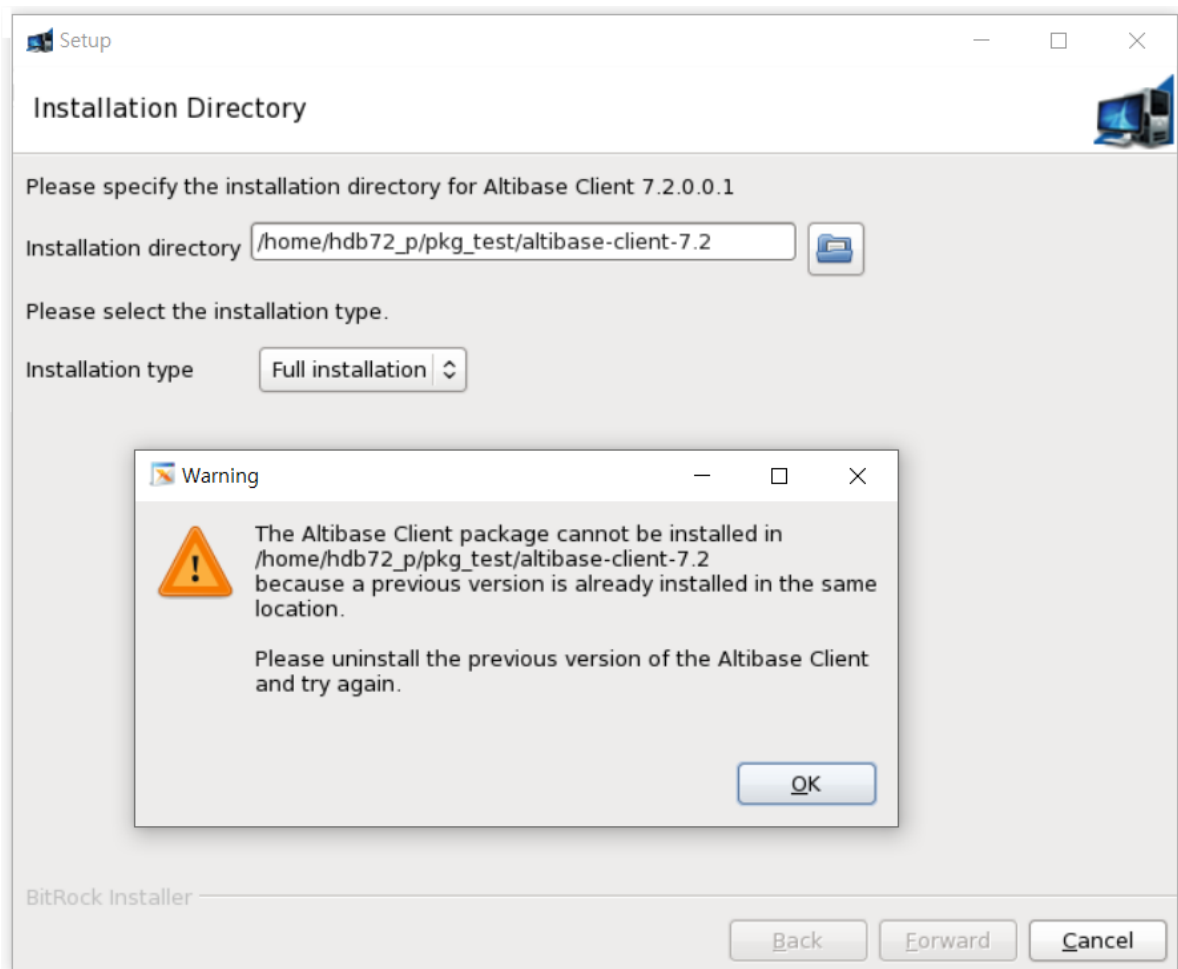 Setup
Installation Directory
Please specify the installation directory for Altibase Client 7.2.0.0.1
Installation directory /home/hdb72_p/pkg_test/altibase-client-7.2
Please select the installation type.
Installation type Full installation
Warning
The Altibase Client package cannot be installed in
/home/hdb72_p/pkg_test/altibase-client-7.2
because a previous version is already installed in the same
location.
Please uninstall the previous version of the Altibase Client
and try again.
OK
BitRock Installer
Back Forward Cancel